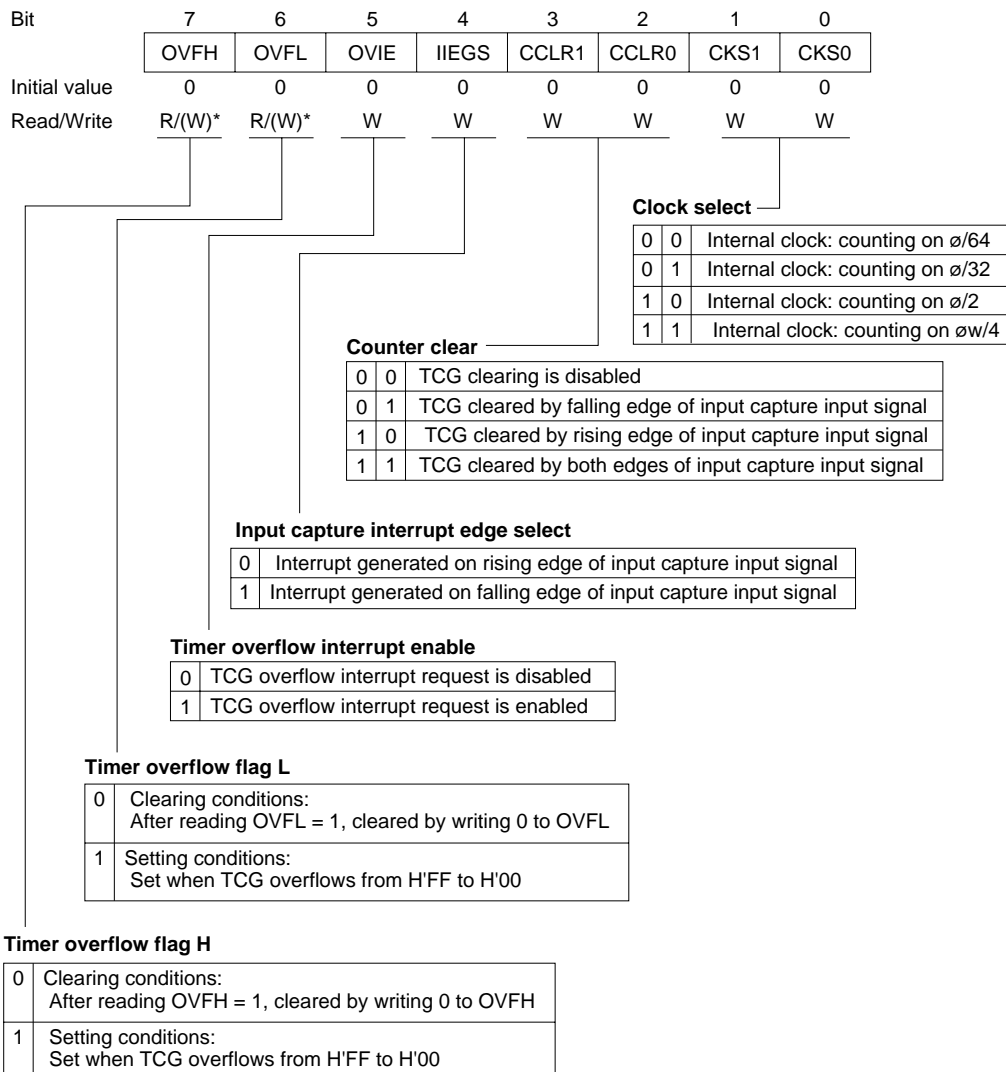 Bit 7 6 5 4 3 2 1 0
OVFH OVFL OVIE IIEGS CCLR1 CCLR0 CKS1 CKS0
Initial value 0 0 0 0 0 0 0 0
Read/Write R/(W)* R/(W)* W W W W W W
Clock select
0 0 Internal clock: counting on ø/64
0 1 Internal clock: counting on ø/32
1 0 Internal clock: counting on ø/2
1 1 Internal clock: counting on øw/4
Counter clear
0 0 TCG clearing is disabled
0 1 TCG cleared by falling edge of input capture input signal
1 0 TCG cleared by rising edge of input capture input signal
1 1 TCG cleared by both edges of input capture input signal
Input capture interrupt edge select
0 Interrupt generated on rising edge of input capture input signal
1 Interrupt generated on falling edge of input capture input signal
Timer overflow interrupt enable
0 TCG overflow interrupt request is disabled
1 TCG overflow interrupt request is enabled
Timer overflow flag L
0 Clearing conditions:
After reading OVFL = 1, cleared by writing 0 to OVFL
1 Setting conditions:
Set when TCG overflows from H'FF to H'00
Timer overflow flag H
0 Clearing conditions:
After reading OVFH = 1, cleared by writing 0 to OVFH
1 Setting conditions:
Set when TCG overflows from H'FF to H'00